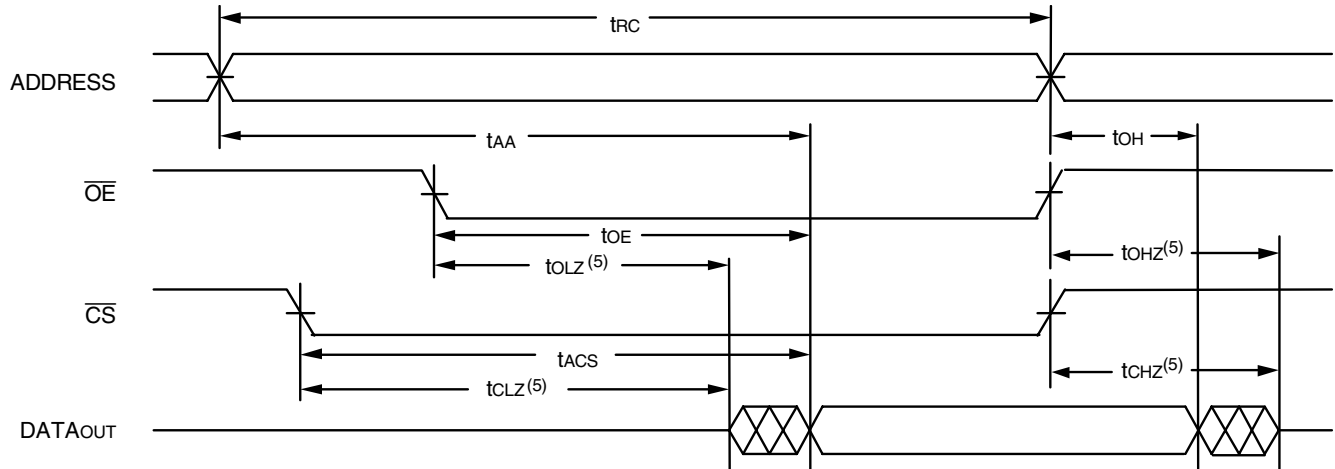 tRC
ADDRESS
tAA
tOH
OE
tOE
tOLZ(5)
tOHZ(5)
CS
tACS
tCLZ(5)
tCHZ(5)
DATAOUT